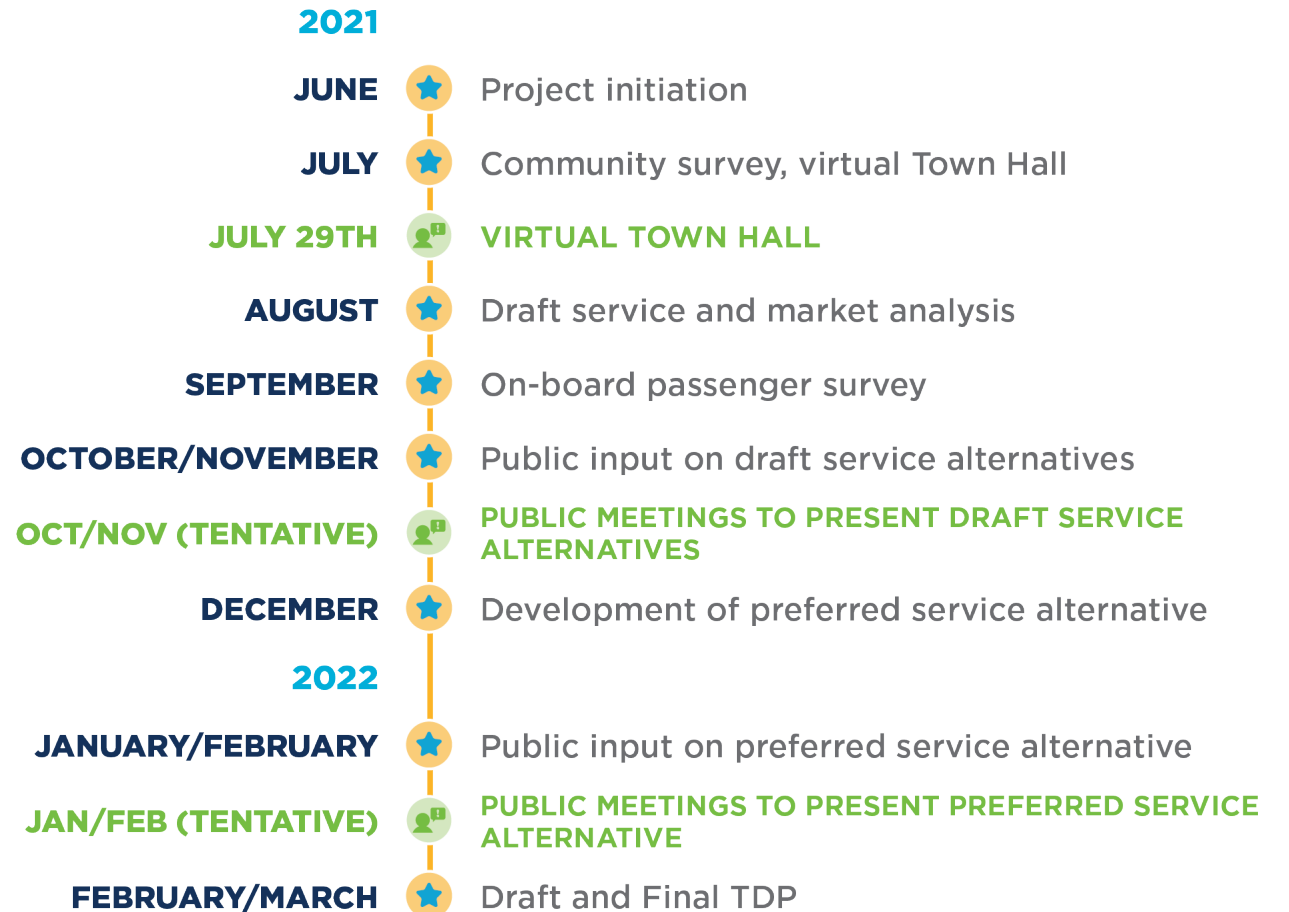 2021
JUNE Project initiation
JULY Community survey, virtual Town Hall
JULY 29TH VIRTUAL TOWN HALL
AUGUST Draft service and market analysis
SEPTEMBER On-board passenger survey
OCTOBER/NOVEMBER Public input on draft service alternatives
OCT/NOV (TENTATIVE) PUBLIC MEETINGS TO PRESENT DRAFT SERVICE
ALTERNATIVES
DECEMBER Development of preferred service alternative
2022
JANUARY/FEBRUARY Public input on preferred service alternative
JAN/FEB (TENTATIVE) PUBLIC MEETINGS TO PRESENT PREFERRED SERVICE
ALTERNATIVE
FEBRUARY/MARCH Draft and Final TDP